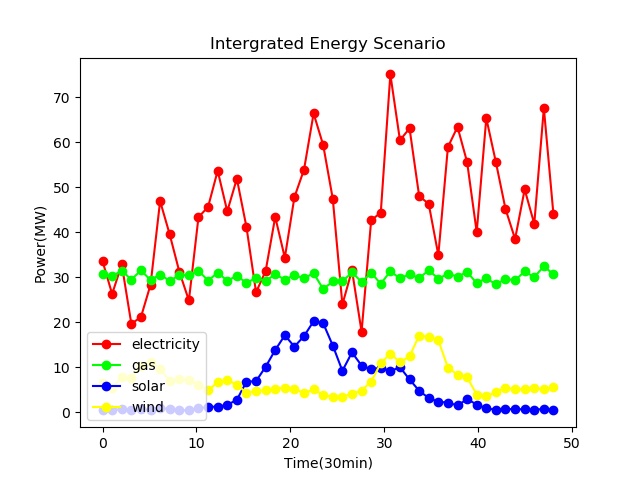 Intergrated Energy Scenario
Power(MW)
70
60
50
40
30
20
10
0
electricity
gas
solar
wind
0 10 20 30 40 50
Time(30min)